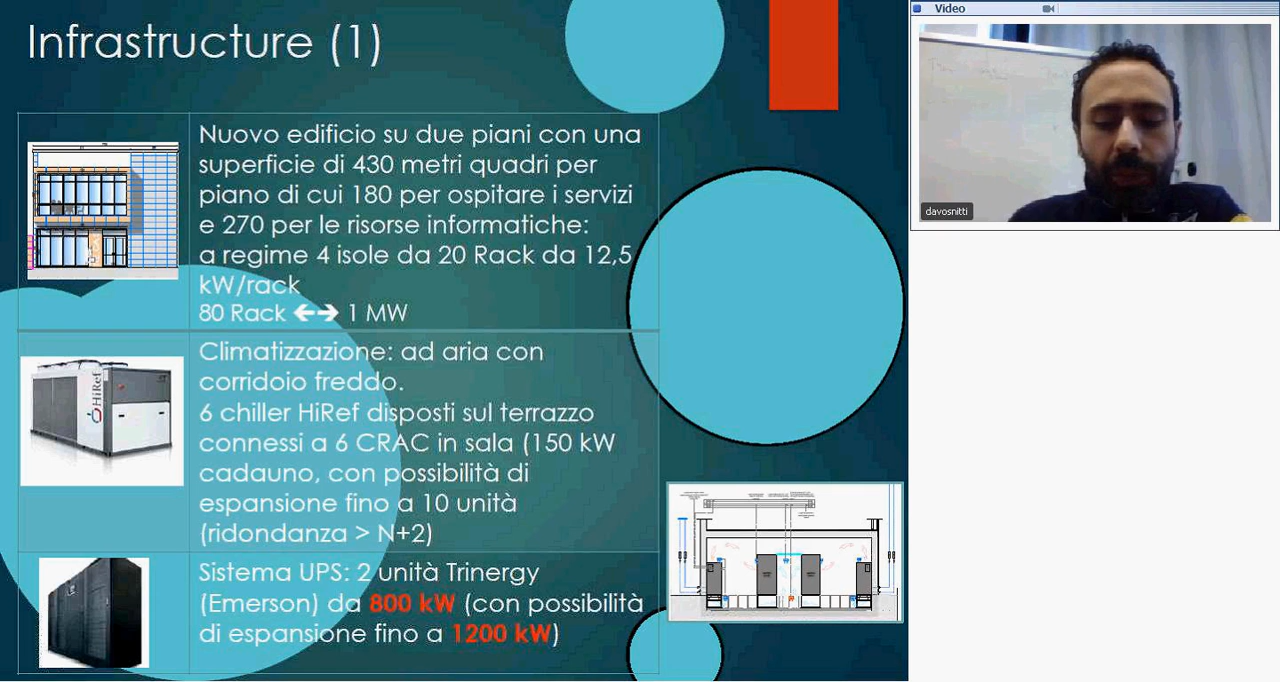 Infrastructure (1)
Nuovo edificio su due piani con una
superficie di 430 metri quadri per
piano di cui 180 per ospitare i servizi
e 270 per le risorse informatiche:
a regime 4 isole da 20 Rack da 12,5
kW/rack
80 Rack ←→ 1 MW
HiRef
Climatizzazione: ad aria con
corridoio freddo.
6 chiller HiRef disposti sul terrazzo
connessi a 6 CRAC in sala (150 kW
cadauno, con possibilità di
espansione fino a 10 unità
(ridondanza > N+2)
Sistema UPS: 2 unità Trinergy
(Emerson) da 800 kW (con possibilità
di espansione fino a 1200 kW)
Video
davosnitti